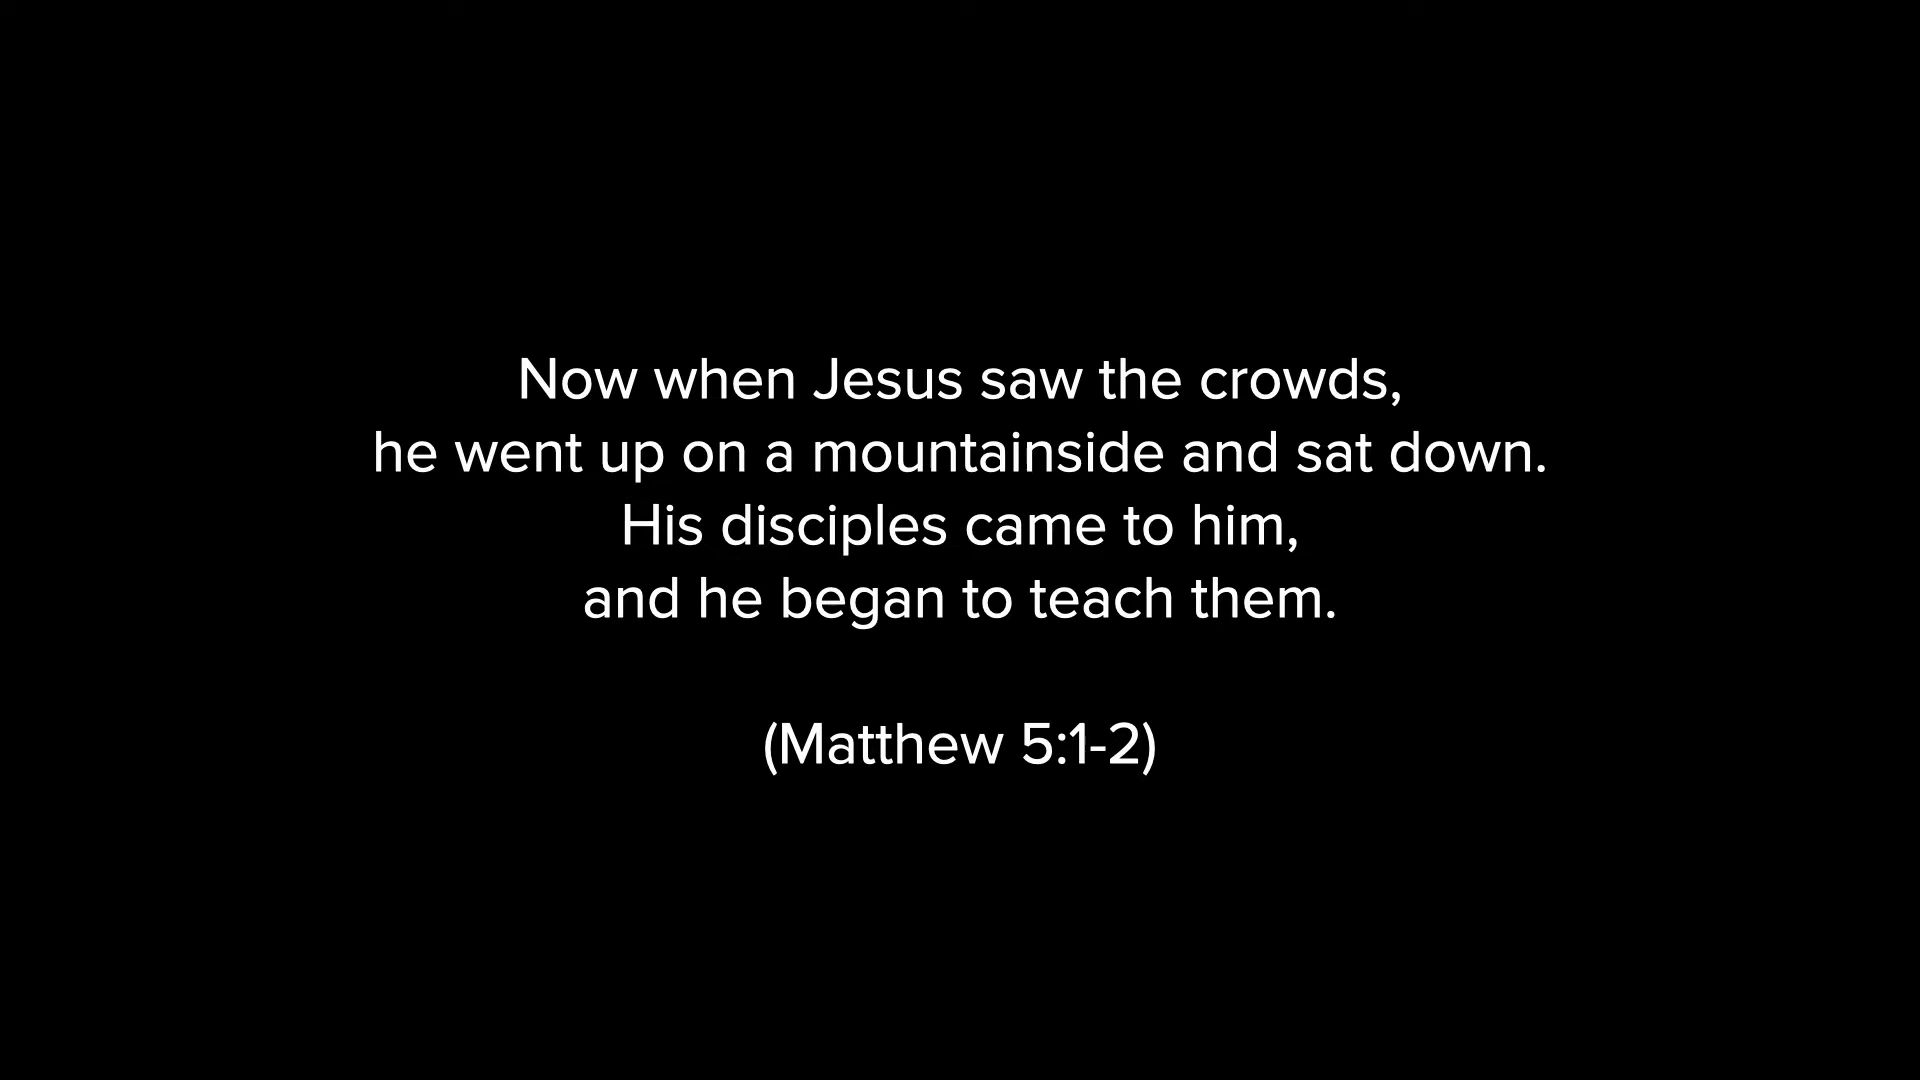 Now when Jesus saw the crowds,
he went up on a mountainside and sat down.
His disciples came to him,
and he began to teach them.
(Matthew 5:1-2)